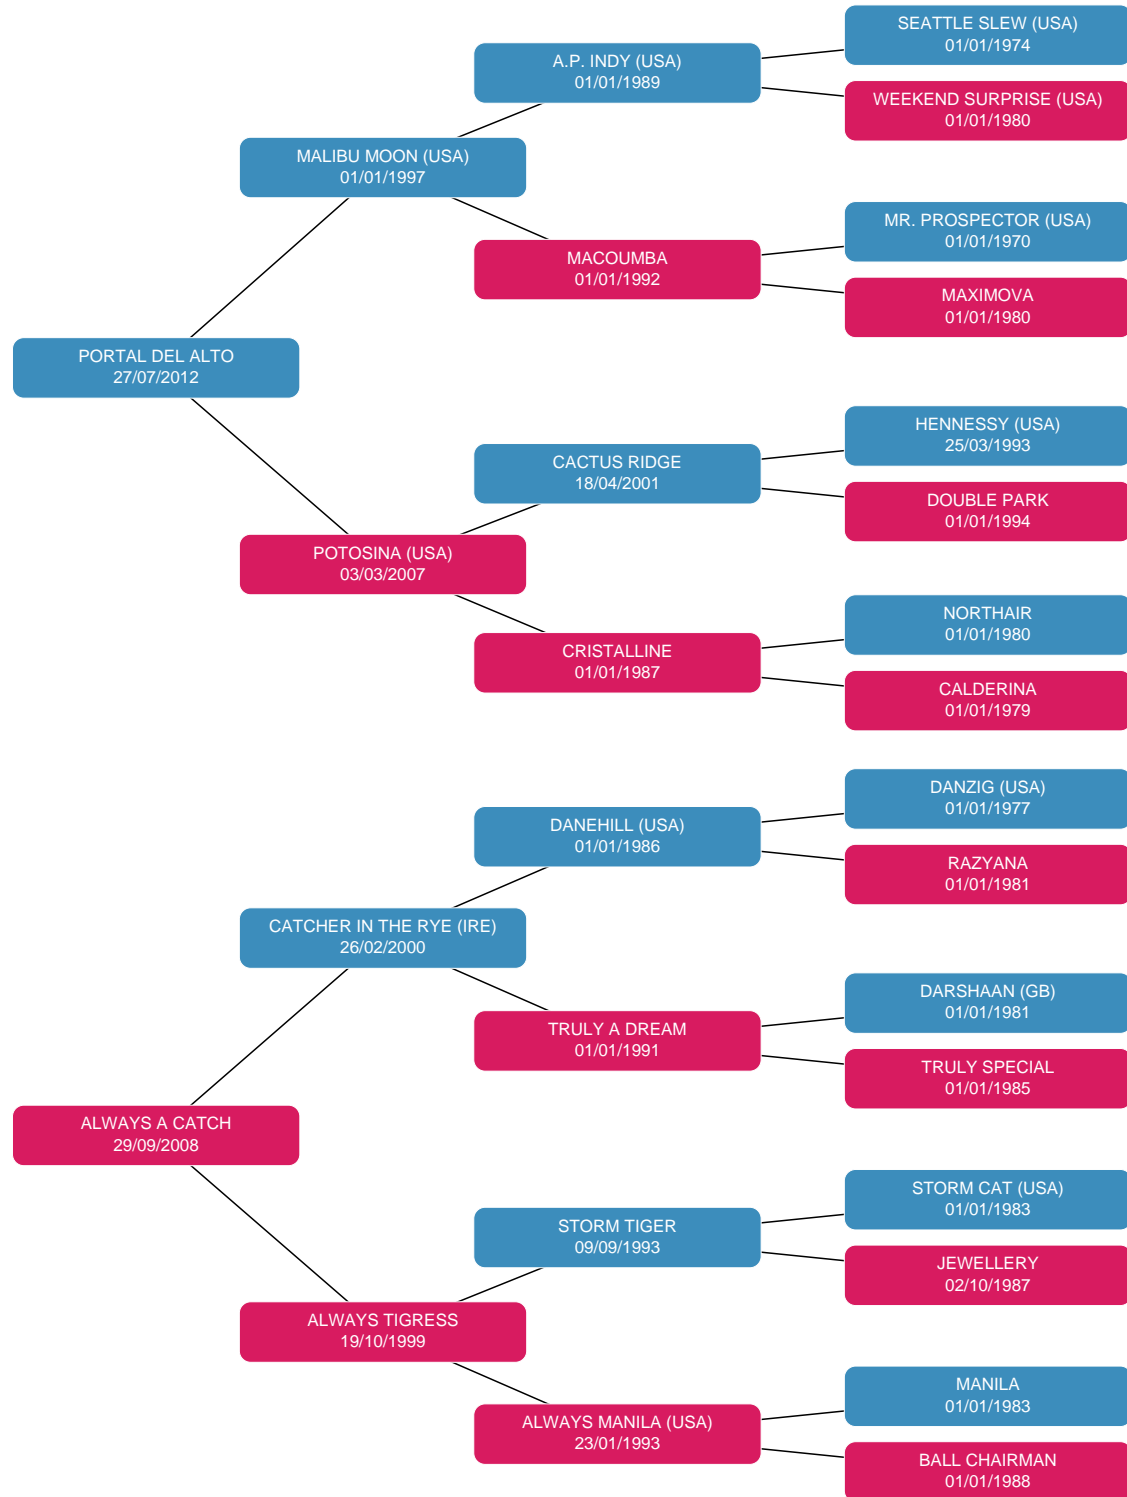 SEATTLE SLEW (USA)
01/01/1974
A.P. INDY (USA)
01/01/1989
WEEKEND SURPRISE (USA)
01/01/1980
MALIBU MOON (USA)
01/01/1997
MR. PROSPECTOR (USA)
01/01/1970
MACOUMBA
01/01/1992
MAXIMOVA
01/01/1980
PORTAL DEL ALTO
27/07/2012
HENNESSY (USA)
25/03/1993
CACTUS RIDGE
18/04/2001
DOUBLE PARK
01/01/1994
POTOSINA (USA)
03/03/2007
NORTHAIR
01/01/1980
CRISTALLINE
01/01/1987
CALDERINA
01/01/1979
DANZIG (USA)
01/01/1977
DANEHILL (USA)
01/01/1986
RAZYANA
01/01/1981
CATCHER IN THE RYE (IRE)
26/02/2000
DARSHAAN (GB)
01/01/1981
TRULY A DREAM
01/01/1991
TRULY SPECIAL
01/01/1985
ALWAYS A CATCH
29/09/2008
STORM CAT (USA)
01/01/1983
STORM TIGER
09/09/1993
JEWELLERY
02/10/1987
ALWAYS TIGRESS
19/10/1999
MANILA
01/01/1983
ALWAYS MANILA (USA)
23/01/1993
BALL CHAIRMAN
01/01/1988